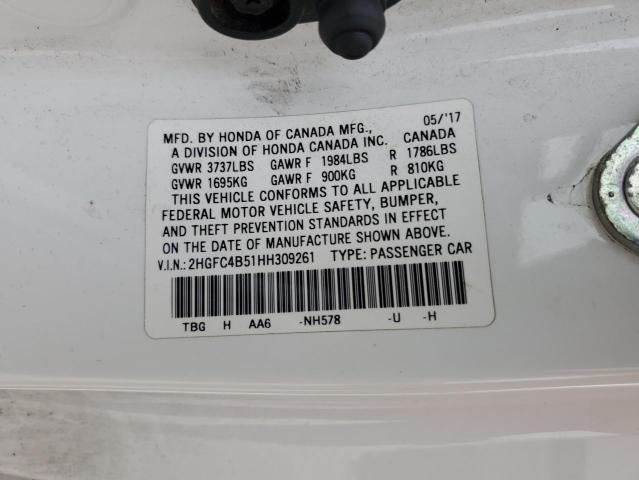 MFD. BY HONDA OF CANADA MFG., 05/'17
A DIVISION OF HONDA CANADA INC. CANADA
GVWR 3737LBS GAWR F 1984LBS R 1786LBS
GVWR 1695KG GAWR F 900KG R 810KG
THIS VEHICLE CONFORMS TO ALL APPLICABLE
FEDERAL MOTOR VEHICLE SAFETY, BUMPER,
AND THEFT PREVENTION STANDARDS IN EFFECT
ON THE DATE OF MANUFACTURE SHOWN ABOVE.
V.I.N.: 2HGFC4B51HH309261 TYPE: PASSENGER CAR
TBG H AA6 -NH578 -U -H